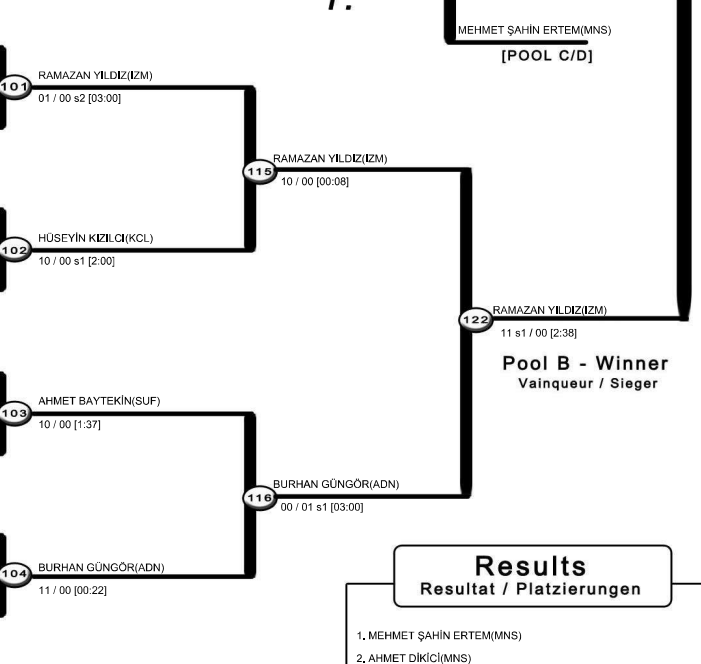 1.
MEHMET ŞAHİN ERTEM(MNS)
[POOL C/D]
101
RAMAZAN YILDIZ(IZM)
01 / 00 s2 [03:00]
115
RAMAZAN YILDIZ(IZM)
10 / 00 [00:08]
102
HÜSEYİN KIZILCI(KCL)
10 / 00 s1 [2:00]
122
RAMAZAN YILDIZ(IZM)
11 s1 / 00 [2:38]
Pool B - Winner
Vainqueur / Sieger
103
AHMET BAYTEKİN(SUF)
10 / 00 [1:37]
116
BURHAN GÜNGÖR(ADN)
00 / 01 s1 [03:00]
104
BURHAN GÜNGÖR(ADN)
11 / 00 [00:22]
Results
Resultat / Platzierungen
1. MEHMET ŞAHİN ERTEM(MNS)
2. AHMET DİKİCİ(MNS)